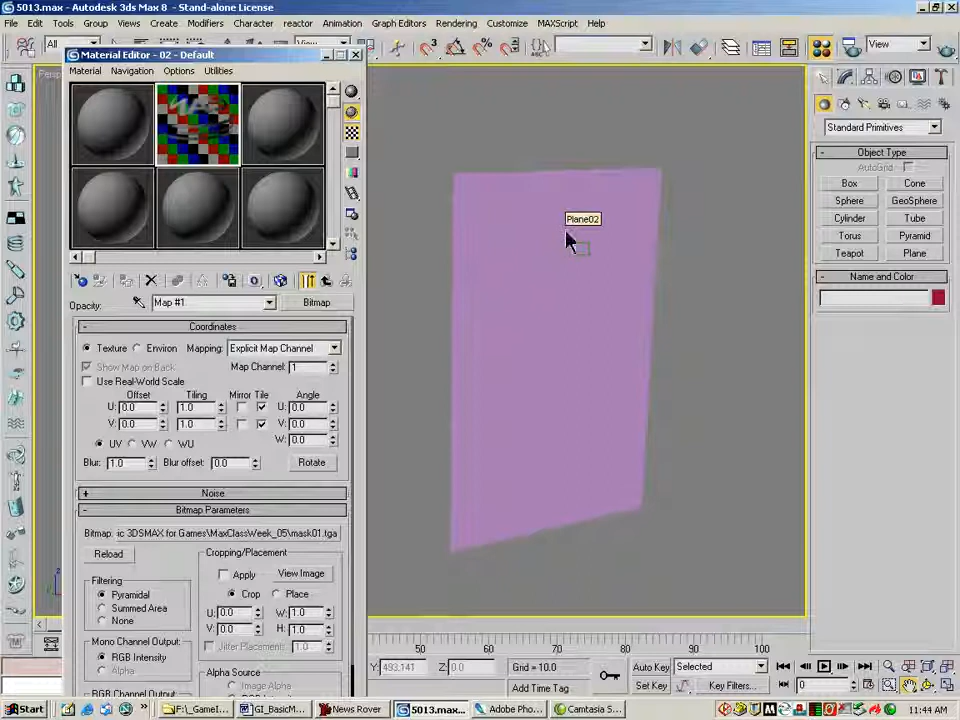 5013.max - Autodesk 3ds Max 8 - Stand-alone License
File Edit Tools Group Views Create Modifiers Character reactor Animation Graph Editors Rendering Customize MAXScript Help
All
View
Material Editor - 02 - Default
Material Navigation Options Utilities
Standard Primitives
Object Type
AutoGrid
Box Cone
Sphere GeoSphere
Cylinder Tube
Torus Pyramid
Teapot Plane
Name and Color
Plane02
Opacity: Map #1 Bitmap
Coordinates
Texture Environ Mapping: Explicit Map Channel
Show Map on Back Map Channel: 1
Use Real-World Scale
Offset Tiling Mirror Tile Angle
U: 0.0 1.0 U: 0.0
V: 0.0 1.0 V: 0.0
W: 0.0
UV VW WU
Blur: 1.0 Blur offset: 0.0 Rotate
Noise
Bitmap Parameters
Bitmap: ic 3DSMAX for Games/MaxClassWeek_05/mask01.tga
Reload
Cropping/Placement
Apply View Image
Crop Place
U: 0.0 W: 1.0
V: 0.0 H: 1.0
Jitter Placement: 1.0
Filtering
Pyramidal
Summed Area
None
Mono Channel Output:
RGB Intensity
Alpha
RGB Channel Output:
Alpha Source
Image Alpha
50 60 70 80 90 100
Y: 493.141 Z: 0.0 Grid = 10.0
Add Time Tag
Auto Key Selected
Set Key Key Filters...
0
Start F:\_GameI... GI_BasicM... News Rover 5013.max... Adobe Pho... Camtasia S... 11:44 AM